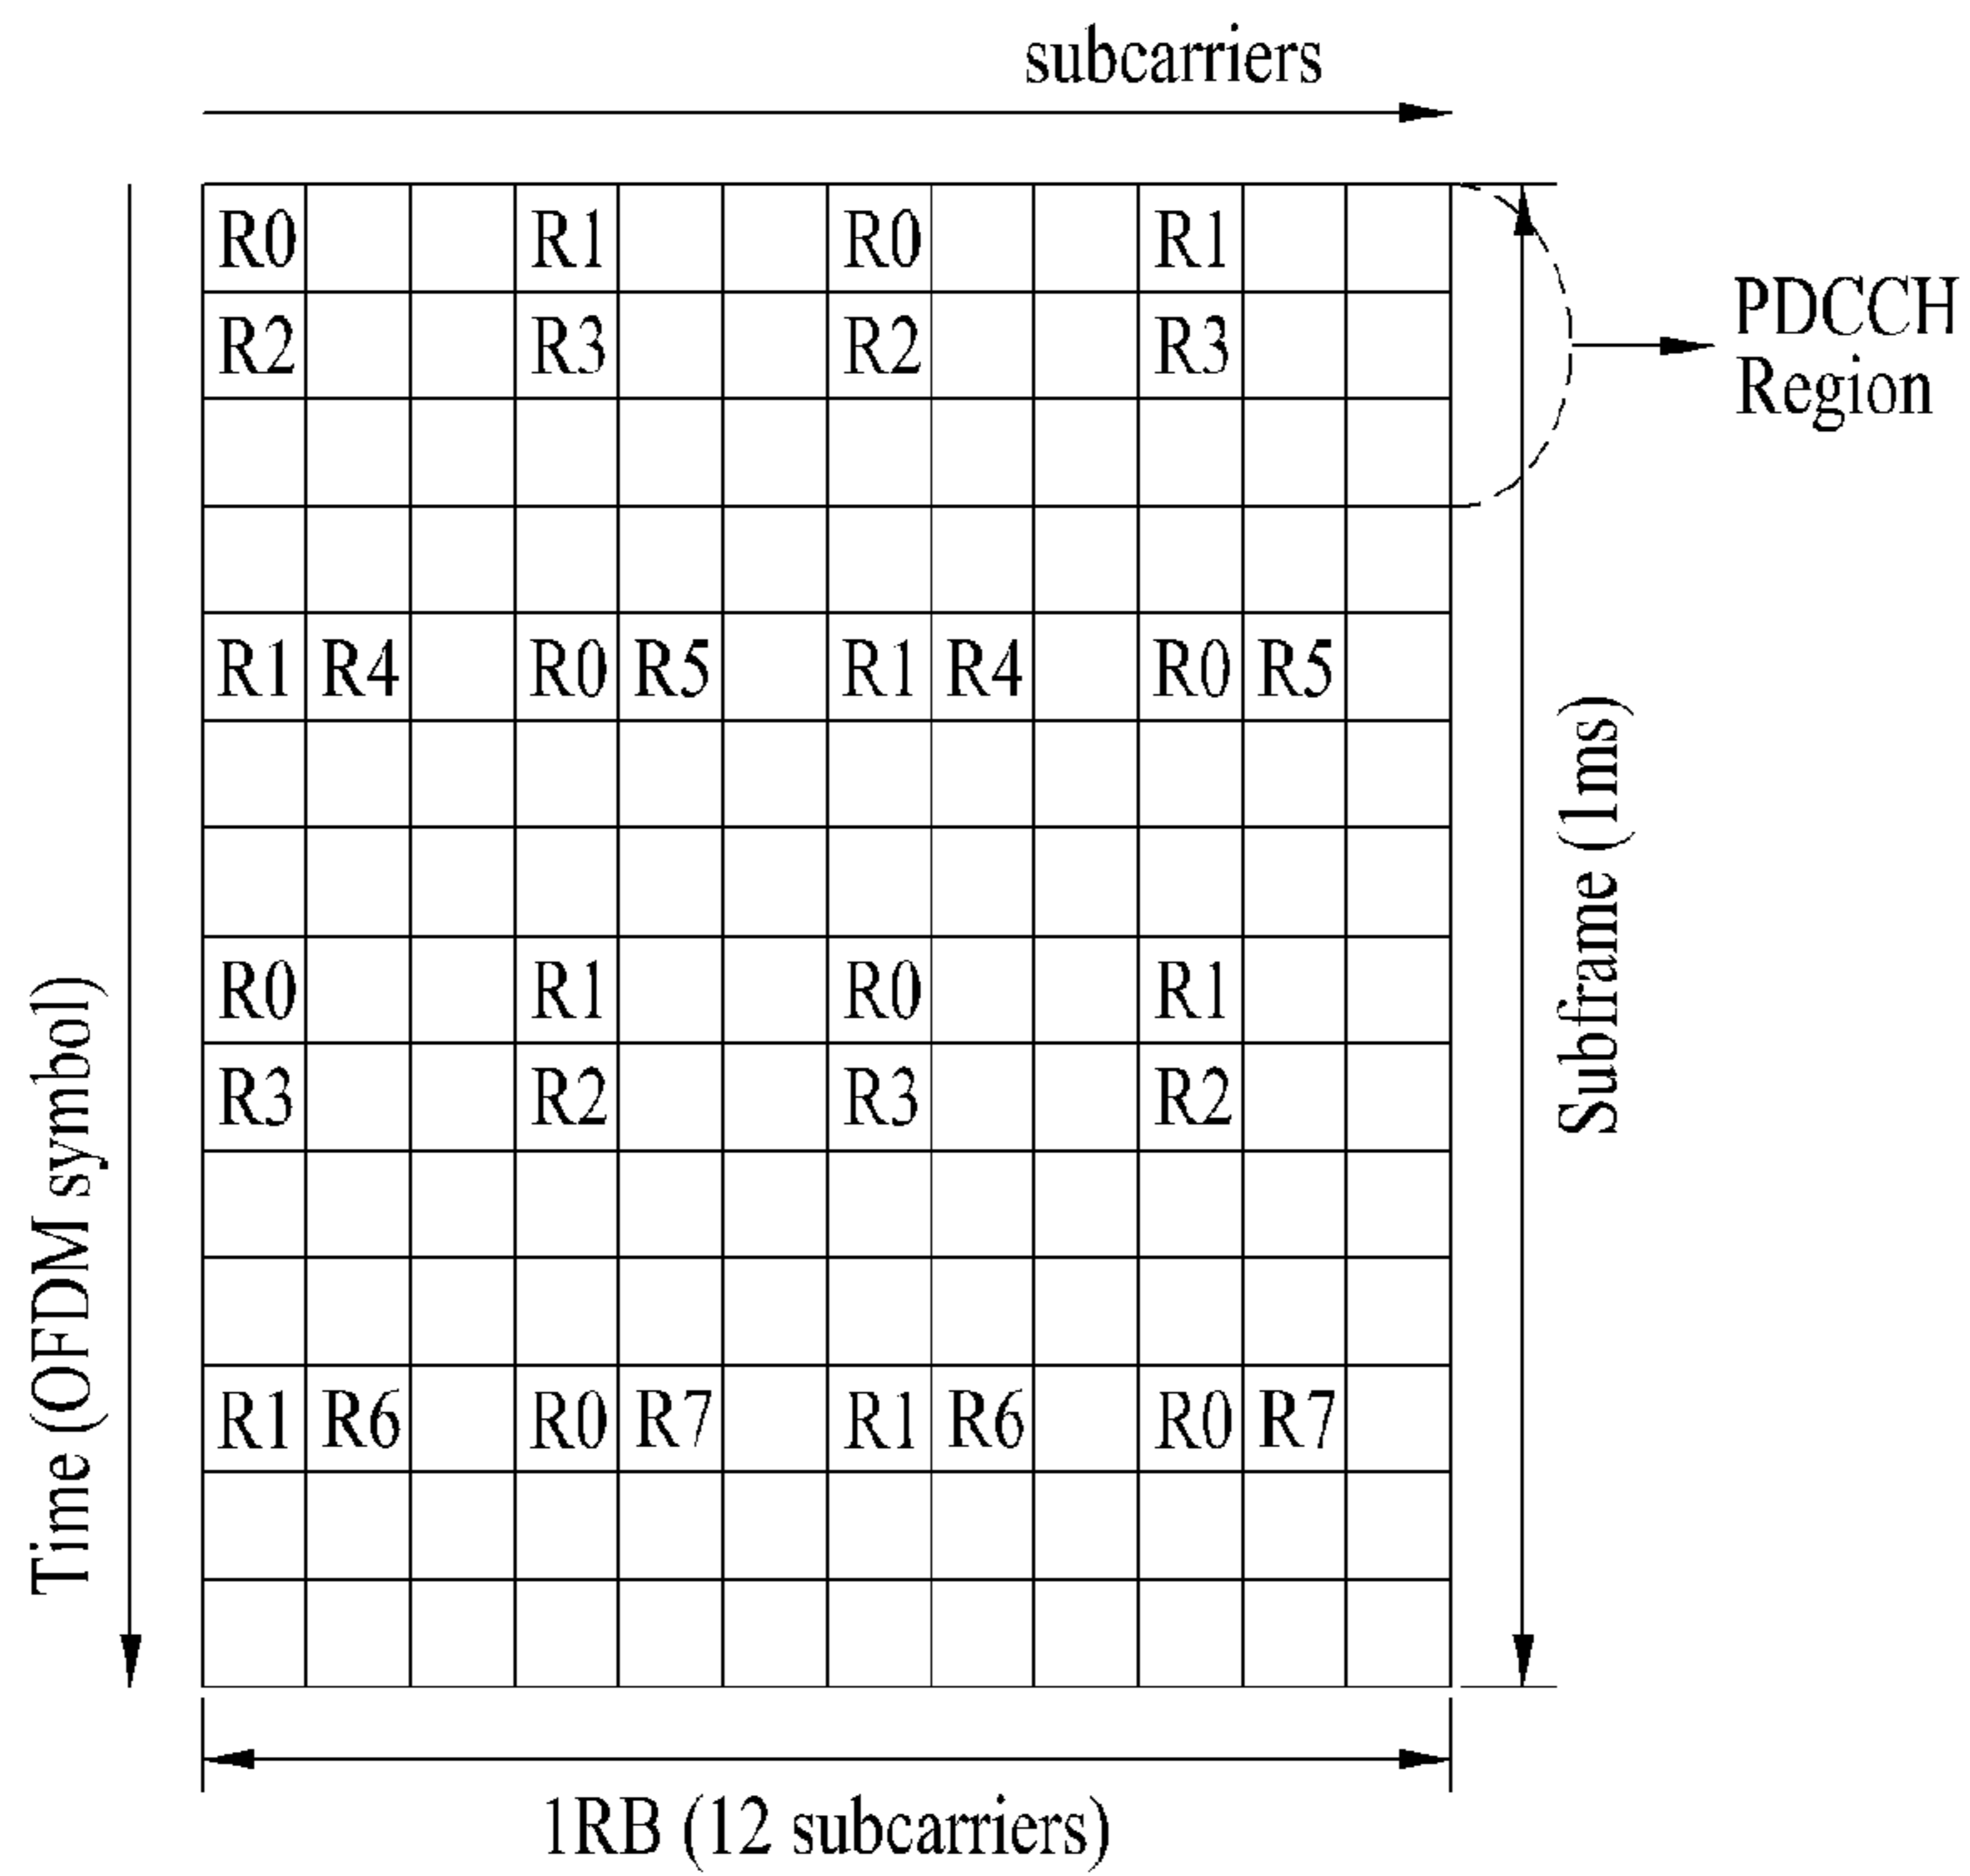 subcarriers
R0 R1 R0 R1
R2 R3 R2 R3
PDCCH
Region
R1 R4 R0 R5 R1 R4 R0 R5
R0 R1 R0 R1
R3 R2 R3 R2
R1 R6 R0 R7 R1 R6 R0 R7
Time (OFDM symbol)
Subframe (1ms)
1RB (12 subcarriers)